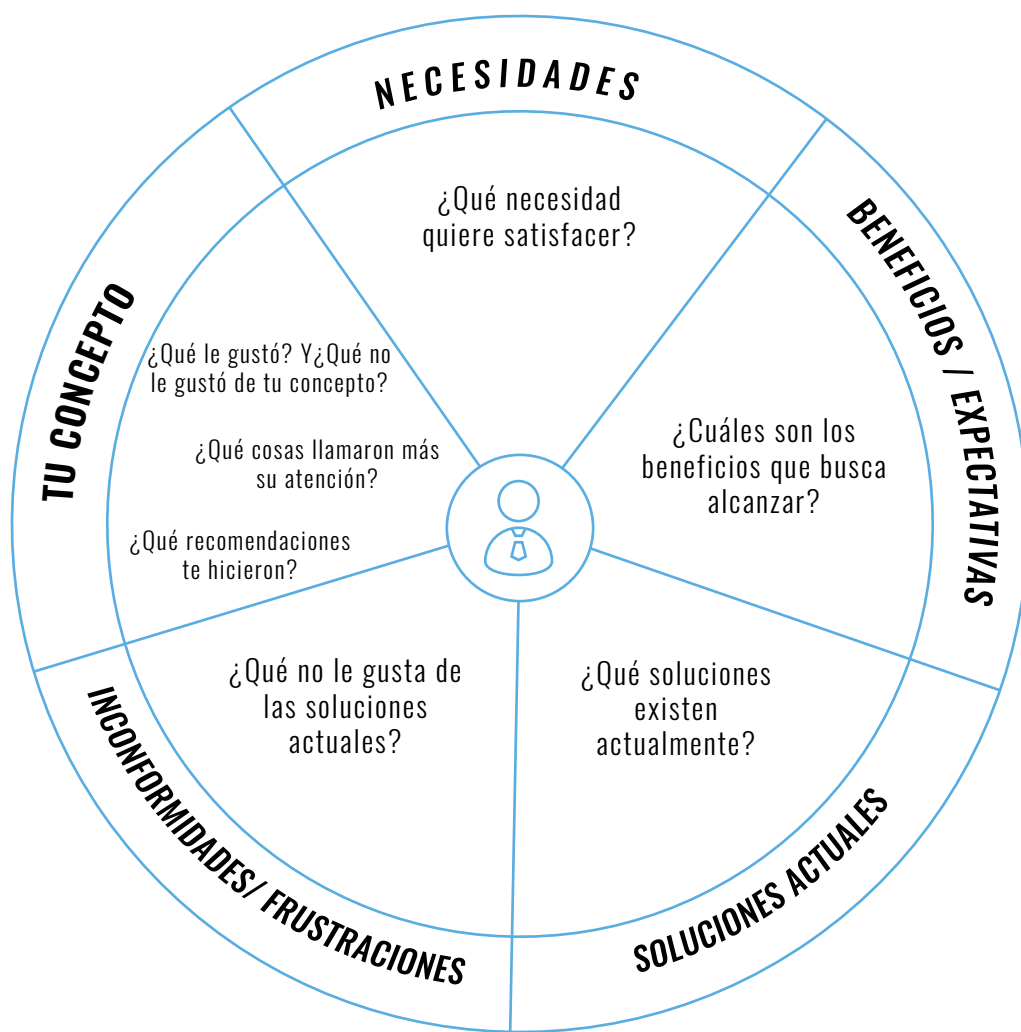 NECESIDADES
¿Qué necesidad
quiere satisfacer?
BENEFICIOS / EXPECTATIVAS
¿Cuáles son los
beneficios que busca
alcanzar?
SOLUCIONES ACTUALES
¿Qué soluciones
existen
actualmente?
INCONFORMIDADES/ FRUSTRACIONES
¿Qué no le gusta de
las soluciones
actuales?
TU CONCEPTO
¿Qué le gustó? Y¿Qué no
le gustó de tu concepto?
¿Qué cosas llamaron más
su atención?
¿Qué recomendaciones
te hicieron?